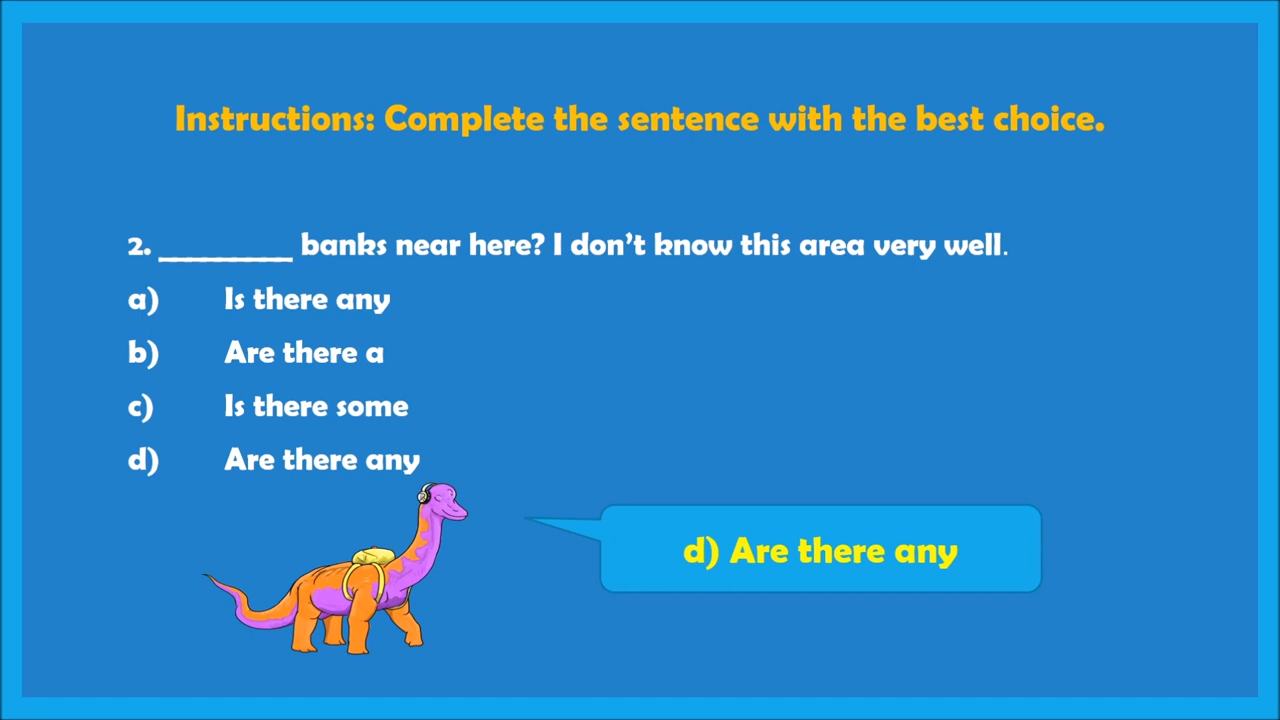 Instructions: Complete the sentence with the best choice.
2. _________ banks near here? I don’t know this area very well.
a) Is there any
b) Are there a
c) Is there some
d) Are there any
d) Are there any